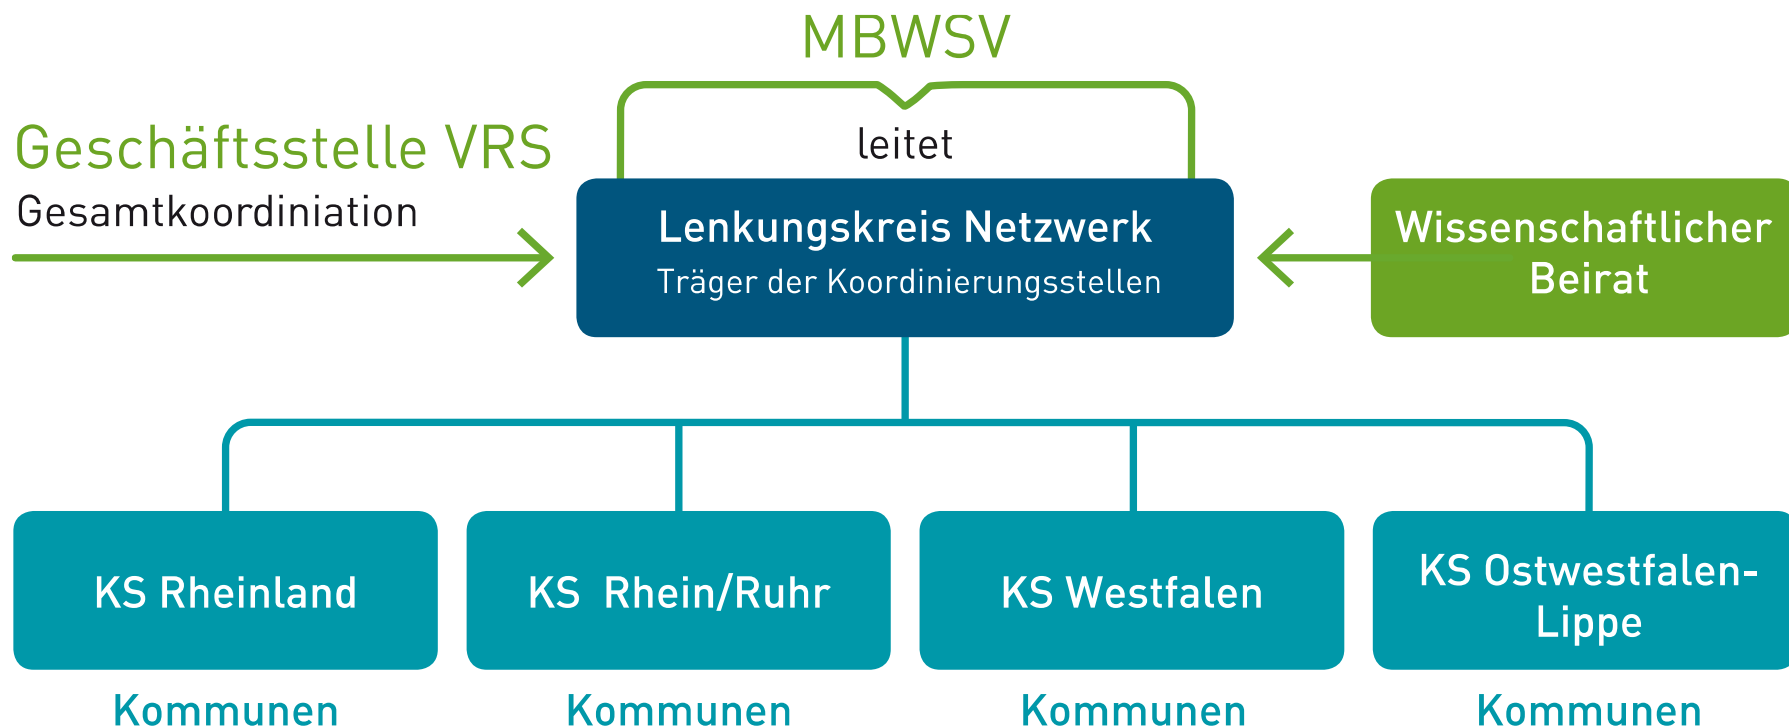 MBWSV
leitet
Geschäftsstelle VRS
Gesamtkoordiniation
Lenkungskreis Netzwerk
Träger der Koordinierungsstellen
Wissenschaftlicher
Beirat
KS Rheinland
KS Rhein/Ruhr
KS Westfalen
KS Ostwestfalen-
Lippe
Kommunen
Kommunen
Kommunen
Kommunen